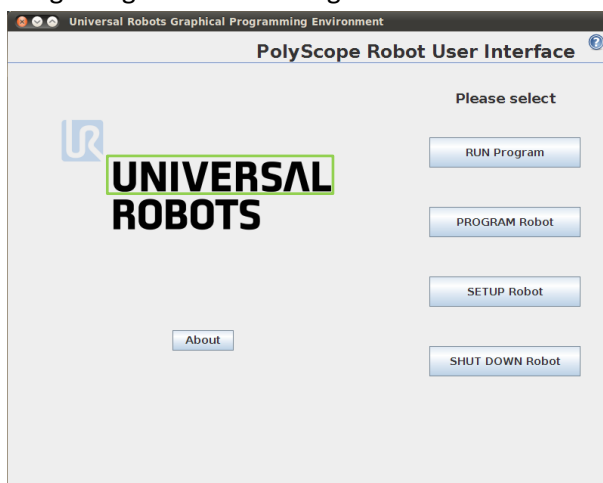 Universal Robots Graphical Programming Environment
PolyScope Robot User Interface
Please select
UR
UNIVERSAL
ROBOTS
RUN Program
PROGRAM Robot
SETUP Robot
About
SHUT DOWN Robot